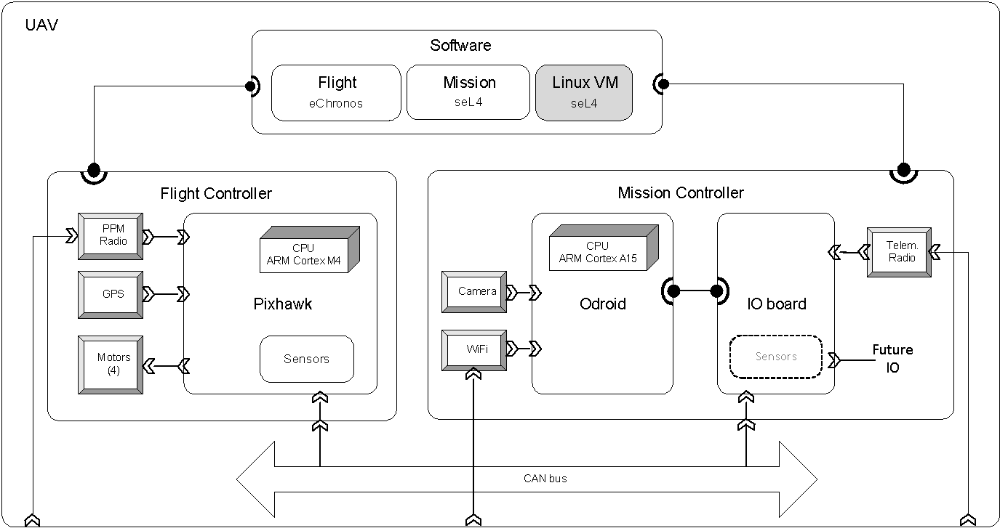 UAV
Software
Flight
eChronos
Mission
seL4
Linux VM
seL4
Flight Controller
PPM
Radio
GPS
Motors
(4)
CPU
ARM Cortex M4
Pixhawk
Sensors
Mission Controller
Camera
WiFi
CPU
ARM Cortex A15
Odroid
IO board
Sensors
Telem.
Radio
Future
IO
CAN bus